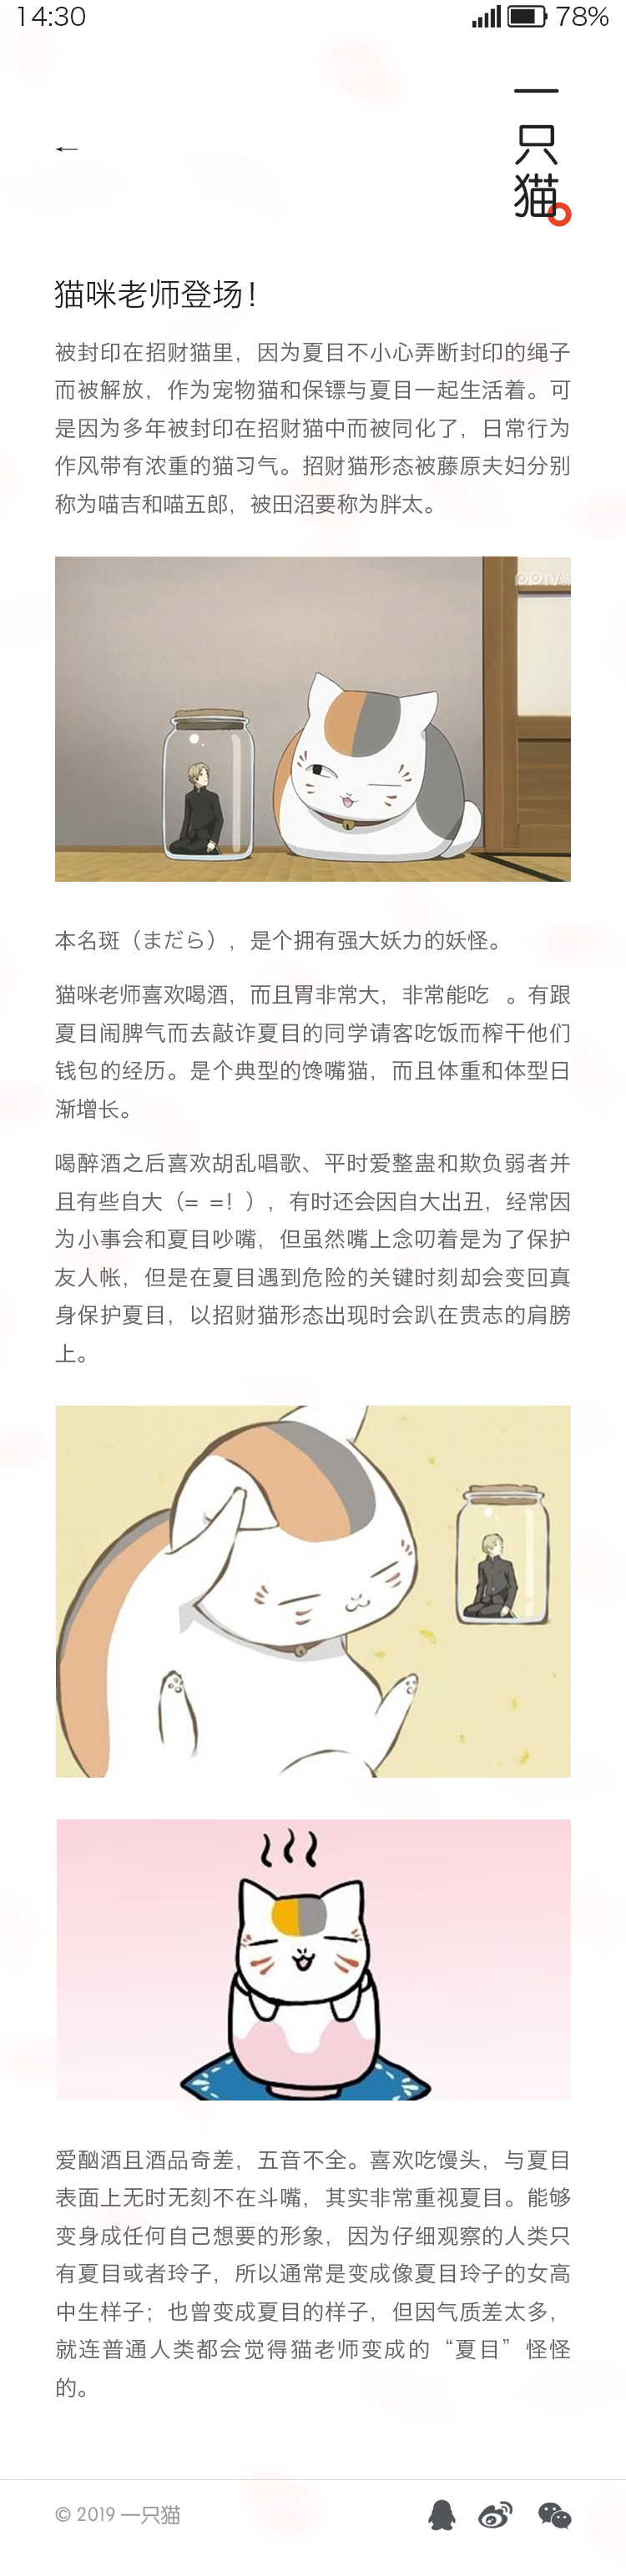 14:30
78%
一
只
猫
猫咪老师登场！
被封印在招财猫里，因为夏目不小心弄断封印的绳子
而被解放，作为宠物猫和保镖与夏目一起生活着。可
是因为多年被封印在招财猫中而被同化了，日常行为
作风带有浓重的猫习气。招财猫形态被藤原夫妇分别
称为喵吉和喵五郎，被田沼要称为胖太。
PPTV
本名斑（まだら），是个拥有强大妖力的妖怪。
猫咪老师喜欢喝酒，而且胃非常大，非常能吃 。有跟
夏目闹脾气而去敲诈夏目的同学请客吃饭而榨干他们
钱包的经历。是个典型的馋嘴猫，而且体重和体型日
渐增长。
喝醉酒之后喜欢胡乱唱歌、平时爱整蛊和欺负弱者并
且有些自大（= =！），有时还会因自大出丑，经常因
为小事会和夏目吵嘴，但虽然嘴上念叨着是为了保护
友人帐，但是在夏目遇到危险的关键时刻却会变回真
身保护夏目，以招财猫形态出现时会趴在贵志的肩膀
上。
爱酗酒且酒品奇差，五音不全。喜欢吃馒头，与夏目
表面上无时无刻不在斗嘴，其实非常重视夏目。能够
变身成任何自己想要的形象，因为仔细观察的人类只
有夏目或者玲子，所以通常是变成像夏目玲子的女高
中生样子；也曾变成夏目的样子，但因气质差太多，
就连普通人类都会觉得猫老师变成的“夏目”怪怪
的。
© 2019 一只猫